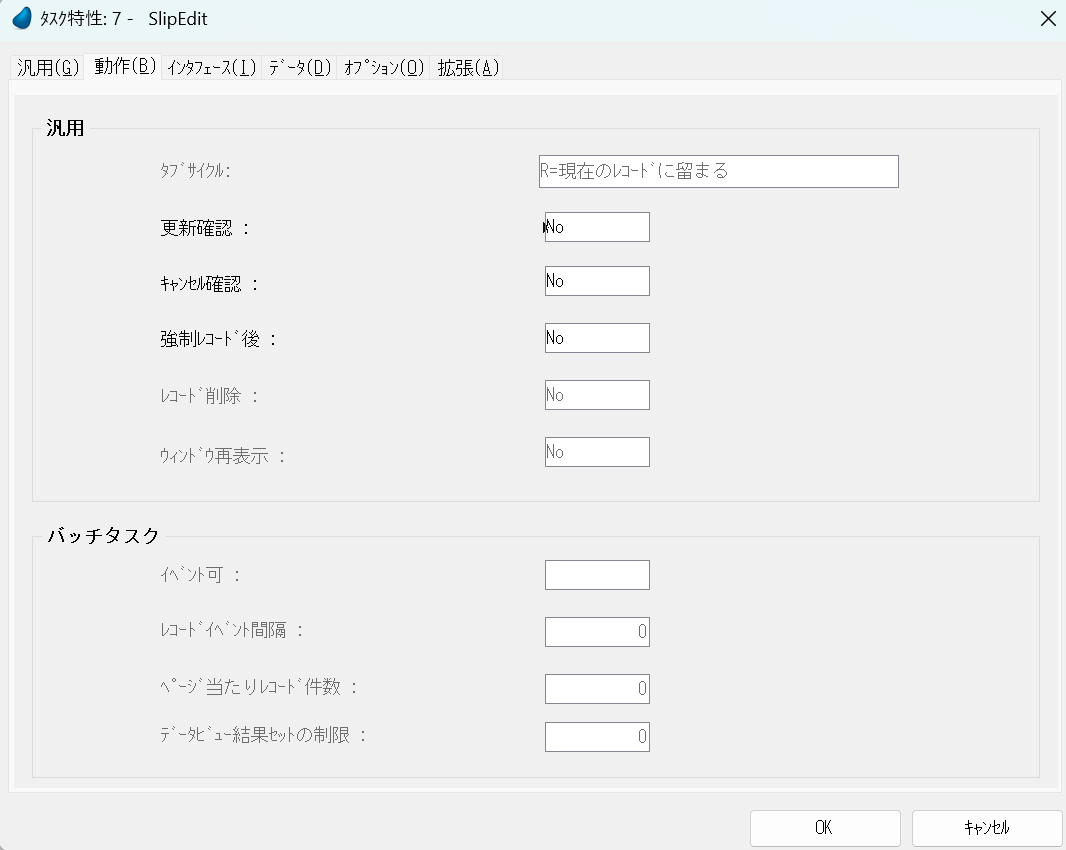 ﾀｽｸ特性: 7 -   SlipEdit
汎用(G) 動作(B) ｲﾝﾀﾌｪｰｽ(I) ﾃﾞｰﾀ(D) ｵﾌﾟｼｮﾝ(O) 拡張(A)
汎用
ﾀﾌﾞｻｲｸﾙ: R=現在のﾚｺｰﾄﾞに留まる
更新確認 : No
ｷｬﾝｾﾙ確認 : No
強制ﾚｺｰﾄﾞ後 : No
ﾚｺｰﾄﾞ削除 : No
ｳｨﾝﾄﾞｳ再表示 : No
バッチタスク
ｲﾍﾞﾝﾄ可 :
ﾚｺｰﾄﾞｲﾍﾞﾝﾄ間隔 : 0
ﾍﾟｰｼﾞ当たりﾚｺｰﾄﾞ件数 : 0
ﾃﾞｰﾀﾋﾞｭｰ結果ｾｯﾄの制限 : 0
OK ｷｬﾝｾﾙ